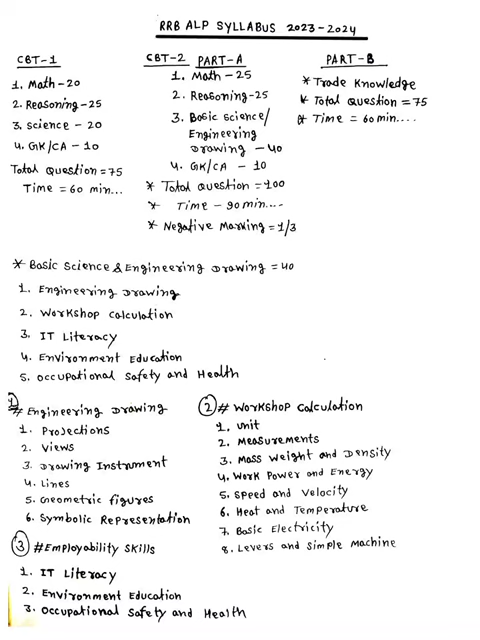 RRB ALP SYLLABUS 2023-2024
CBT-1
1. Math-20
2. Reasoning-25
3. science - 20
4. GK/CA - 10
Total Question=75
Time = 60 min...
CBT-2 PART-A
1. Math-25
2. Reasoning-25
3. Basic science/
Engineering
Drawing - 40
4. GK/CA - 10
* Total Question=100
* Time - 90min....
* Negative Marking=1/3
PART-B
* Trade Knowledge
* Total Question=75
* Time = 60min....
* Basic Science & Engineering Drawing = 40
1. Engineering Drawing
2. Workshop calculation
3. IT Literacy
4. Environment Education
5. Occupational Safety and Health
1
# Engineering Drawing
1. Projections
2. Views
3. Drawing Instrument
4. Lines
5. Geometric figures
6. Symbolic Representation
2 # Workshop Calculation
1. Unit
2. Measurements
3. Mass Weight and Density
4. Work Power and Energy
5. Speed and Velocity
6. Heat and Temperature
7. Basic Electricity
8. Levers and Simple Machine
3 #Employability Skills
1. IT Literacy
2. Environment Education
3. Occupational Safety and Health